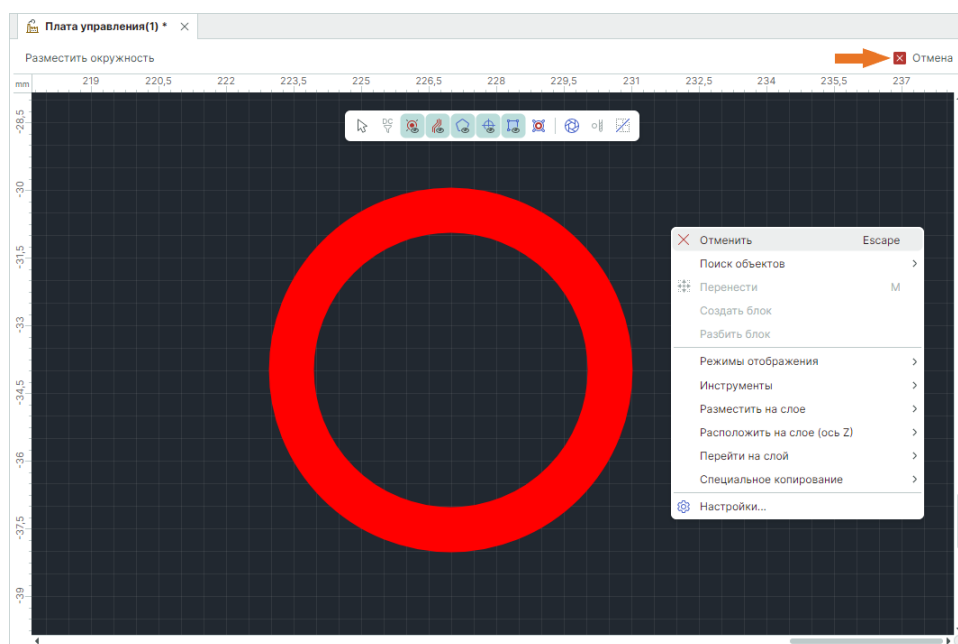 Плата управления(1) *
Разместить окружность
Отмена
mm 219 220,5 222 223,5 225 226,5 228 229,5 231 232,5 234 235,5 237
DC
-28,5
-30
-31,5
-33
-34,5
-36
-37,5
-39
Отменить Escape
Поиск объектов
Перенести M
Создать блок
Разбить блок
Режимы отображения
Инструменты
Разместить на слое
Расположить на слое (ось Z)
Перейти на слой
Специальное копирование
Настройки...